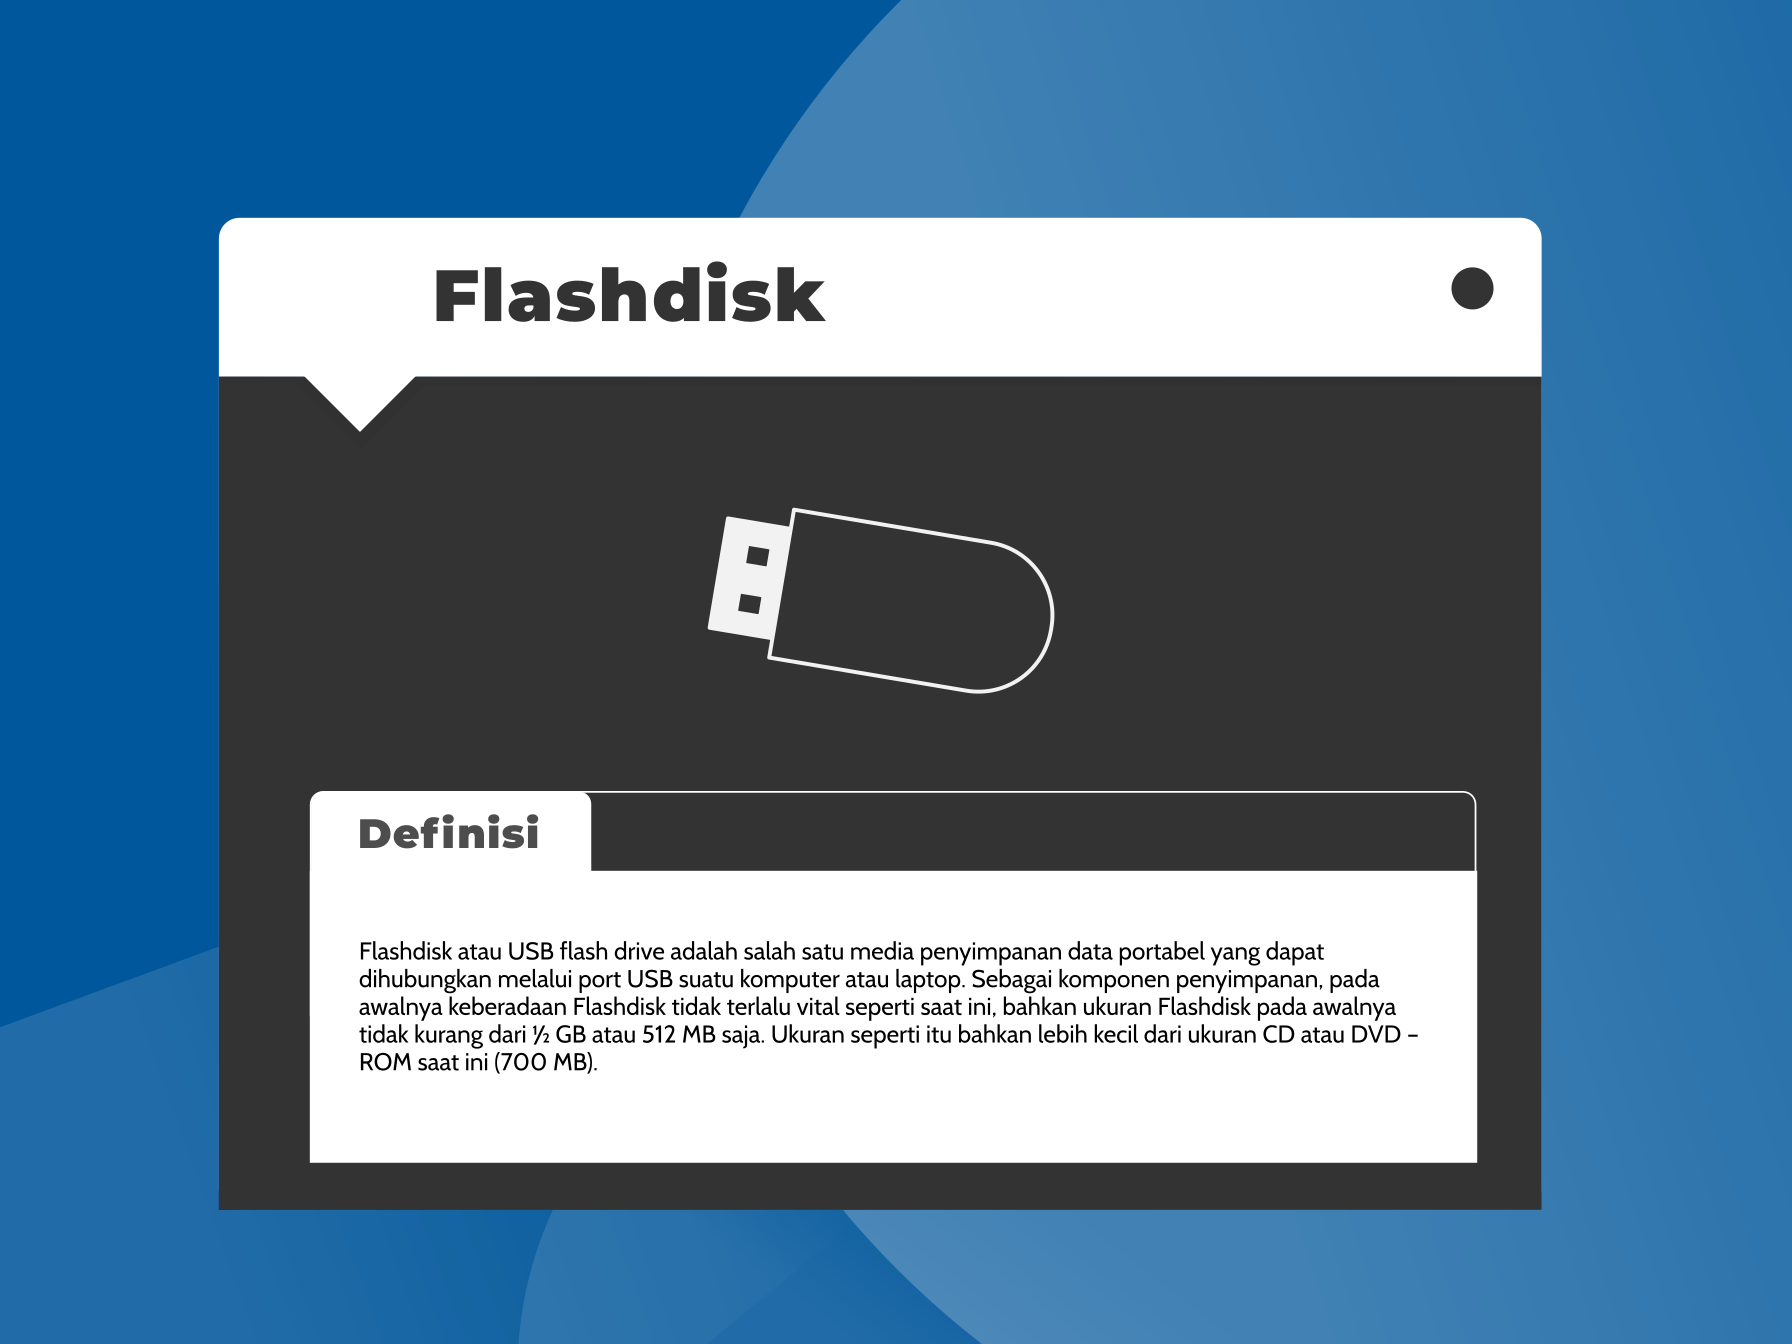 Flashdisk
Definisi
Flashdisk atau USB flash drive adalah salah satu media penyimpanan data portabel yang dapat
dihubungkan melalui port USB suatu komputer atau laptop. Sebagai komponen penyimpanan, pada
awalnya keberadaan Flashdisk tidak terlalu vital seperti saat ini, bahkan ukuran Flashdisk pada awalnya
tidak kurang dari ½ GB atau 512 MB saja. Ukuran seperti itu bahkan lebih kecil dari ukuran CD atau DVD –
ROM saat ini (700 MB).